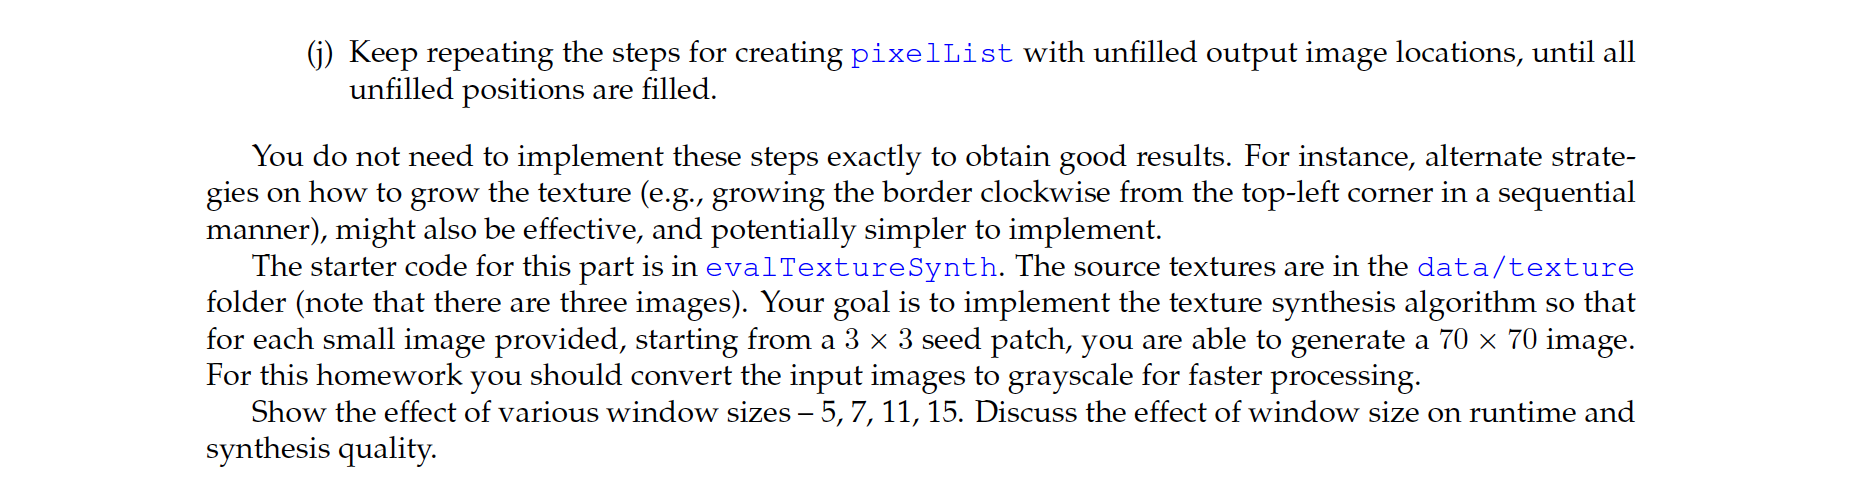 (j) Keep repeating the steps for creating pixelList with unfilled output image locations, until all
unfilled positions are filled.
You do not need to implement these steps exactly to obtain good results. For instance, alternate strate-
gies on how to grow the texture (e.g., growing the border clockwise from the top-left corner in a sequential
manner), might also be effective, and potentially simpler to implement.
The starter code for this part is in evalTextureSynth. The source textures are in the data/texture
folder (note that there are three images). Your goal is to implement the texture synthesis algorithm so that
for each small image provided, starting from a 3 × 3 seed patch, you are able to generate a 70 × 70 image.
For this homework you should convert the input images to grayscale for faster processing.
Show the effect of various window sizes – 5, 7, 11, 15. Discuss the effect of window size on runtime and
synthesis quality.